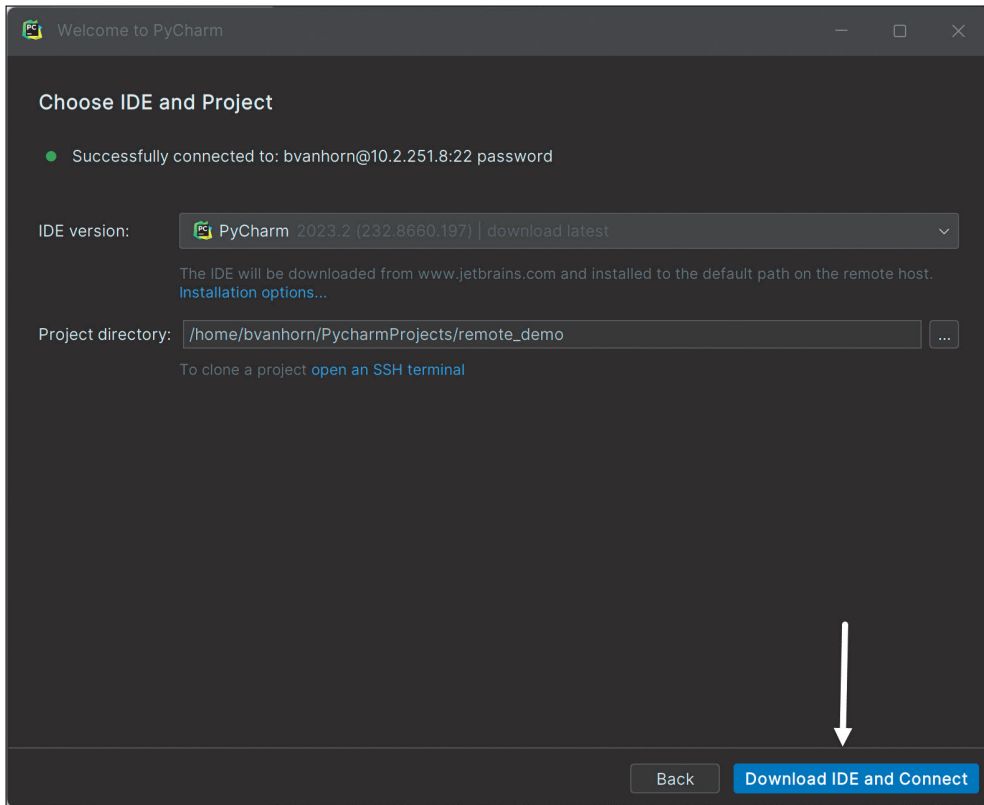 Welcome to PyCharm
Choose IDE and Project
Successfully connected to: bvanhorn@10.2.251.8:22 password
IDE version: PC PyCharm 2023.2 (232.8660.197) | download latest
The IDE will be downloaded from www.jetbrains.com and installed to the default path on the remote host.
Installation options...
Project directory: /home/bvanhorn/PycharmProjects/remote_demo ...
To clone a project open an SSH terminal
Back Download IDE and Connect